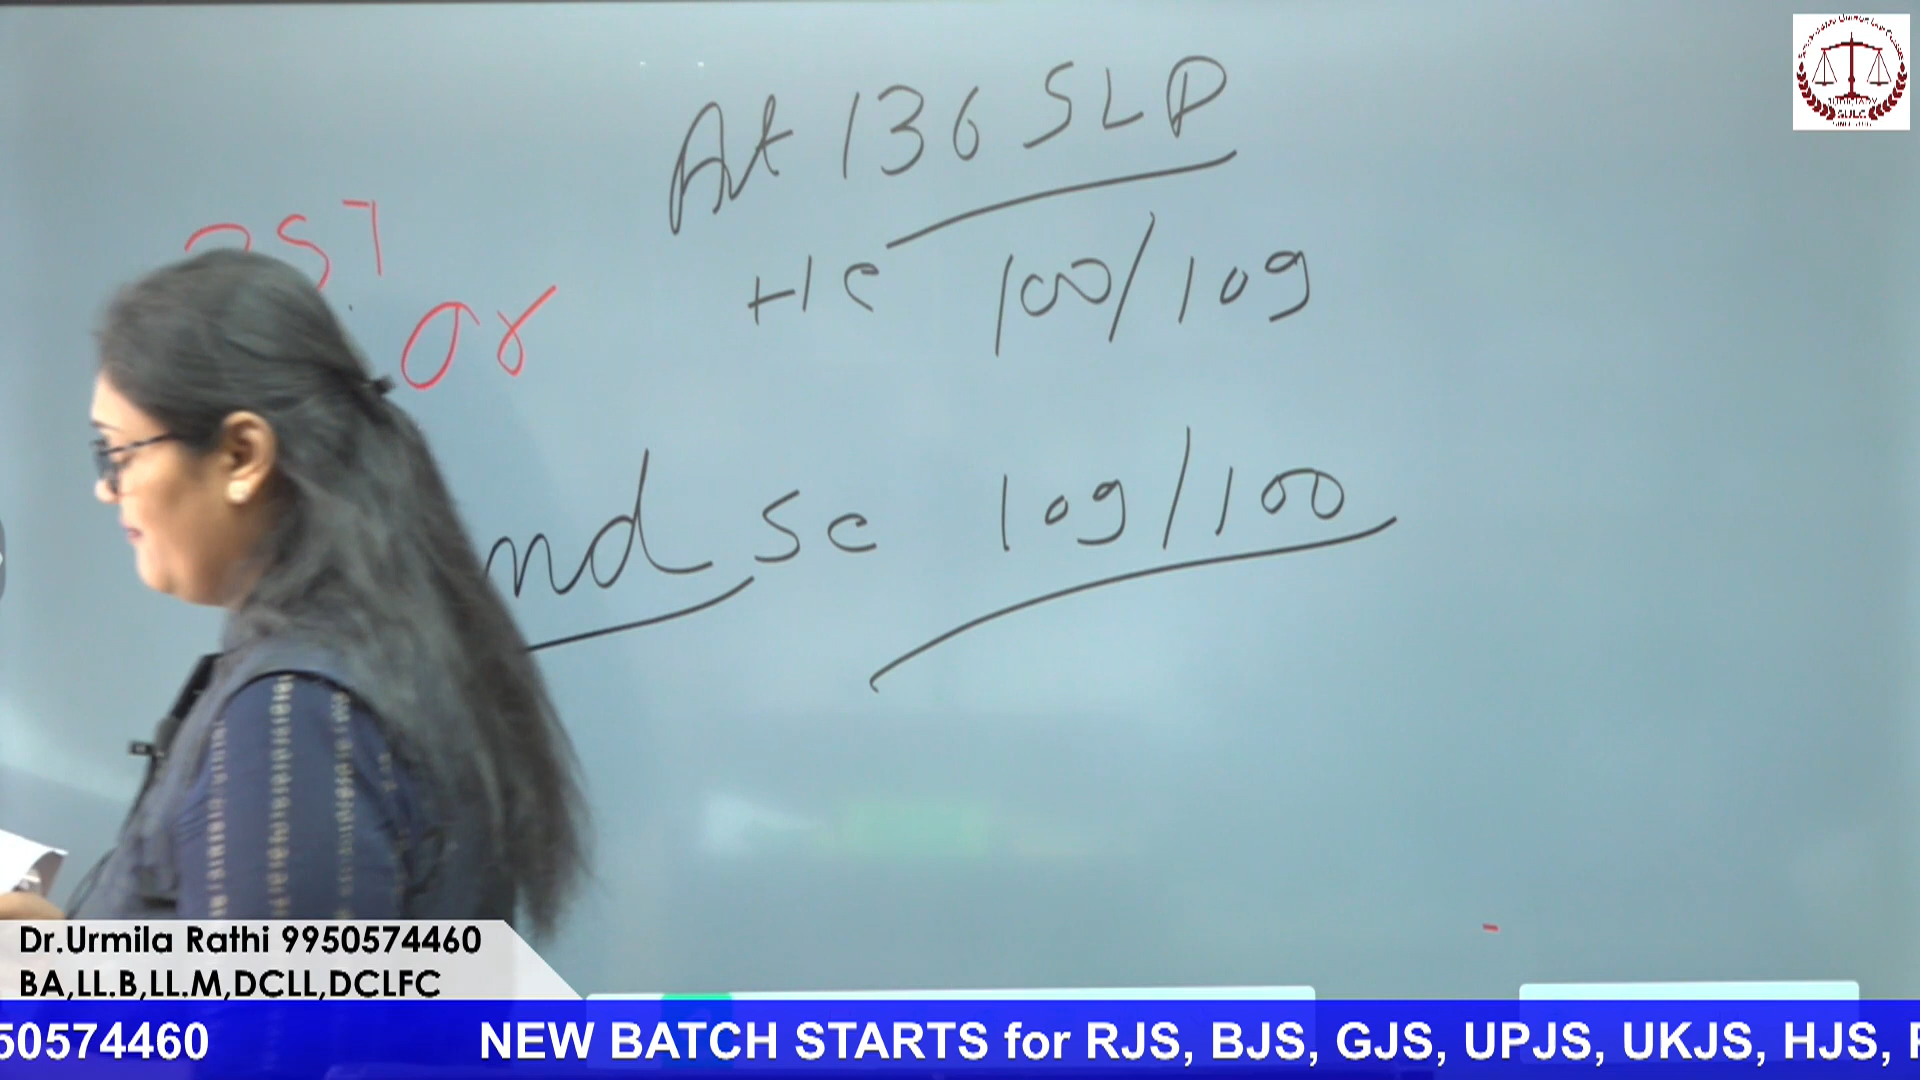 At 136 SLP
HC 100/109
or
nd SC 109/100
Dr.Urmila Rathi 9950574460
BA,LL.B,LL.M,DCLL,DCLFC
50574460 NEW BATCH STARTS for RJS, BJS, GJS, UPJS, UKJS, HJS,